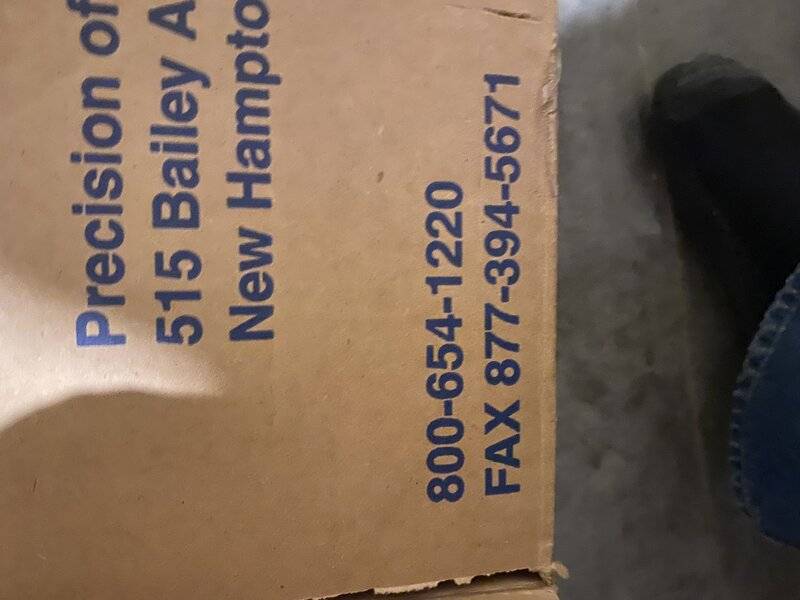 Precision of
515 Bailey A
New Hampto
800-654-1220
FAX 877-394-5671